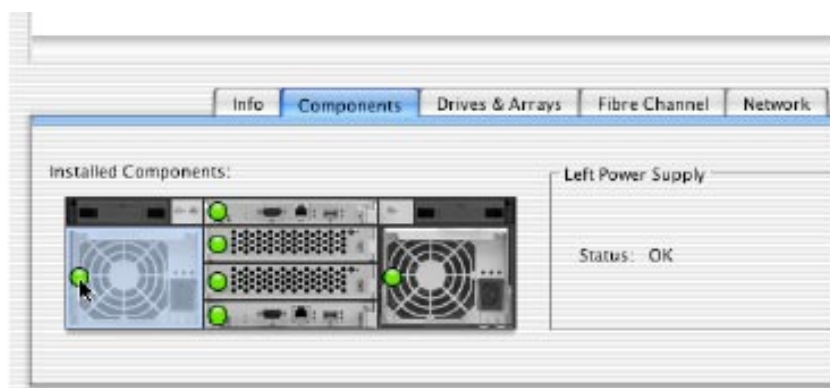 Info Components Drives & Arrays Fibre Channel Network
Installed Components:
Left Power Supply
Status: OK